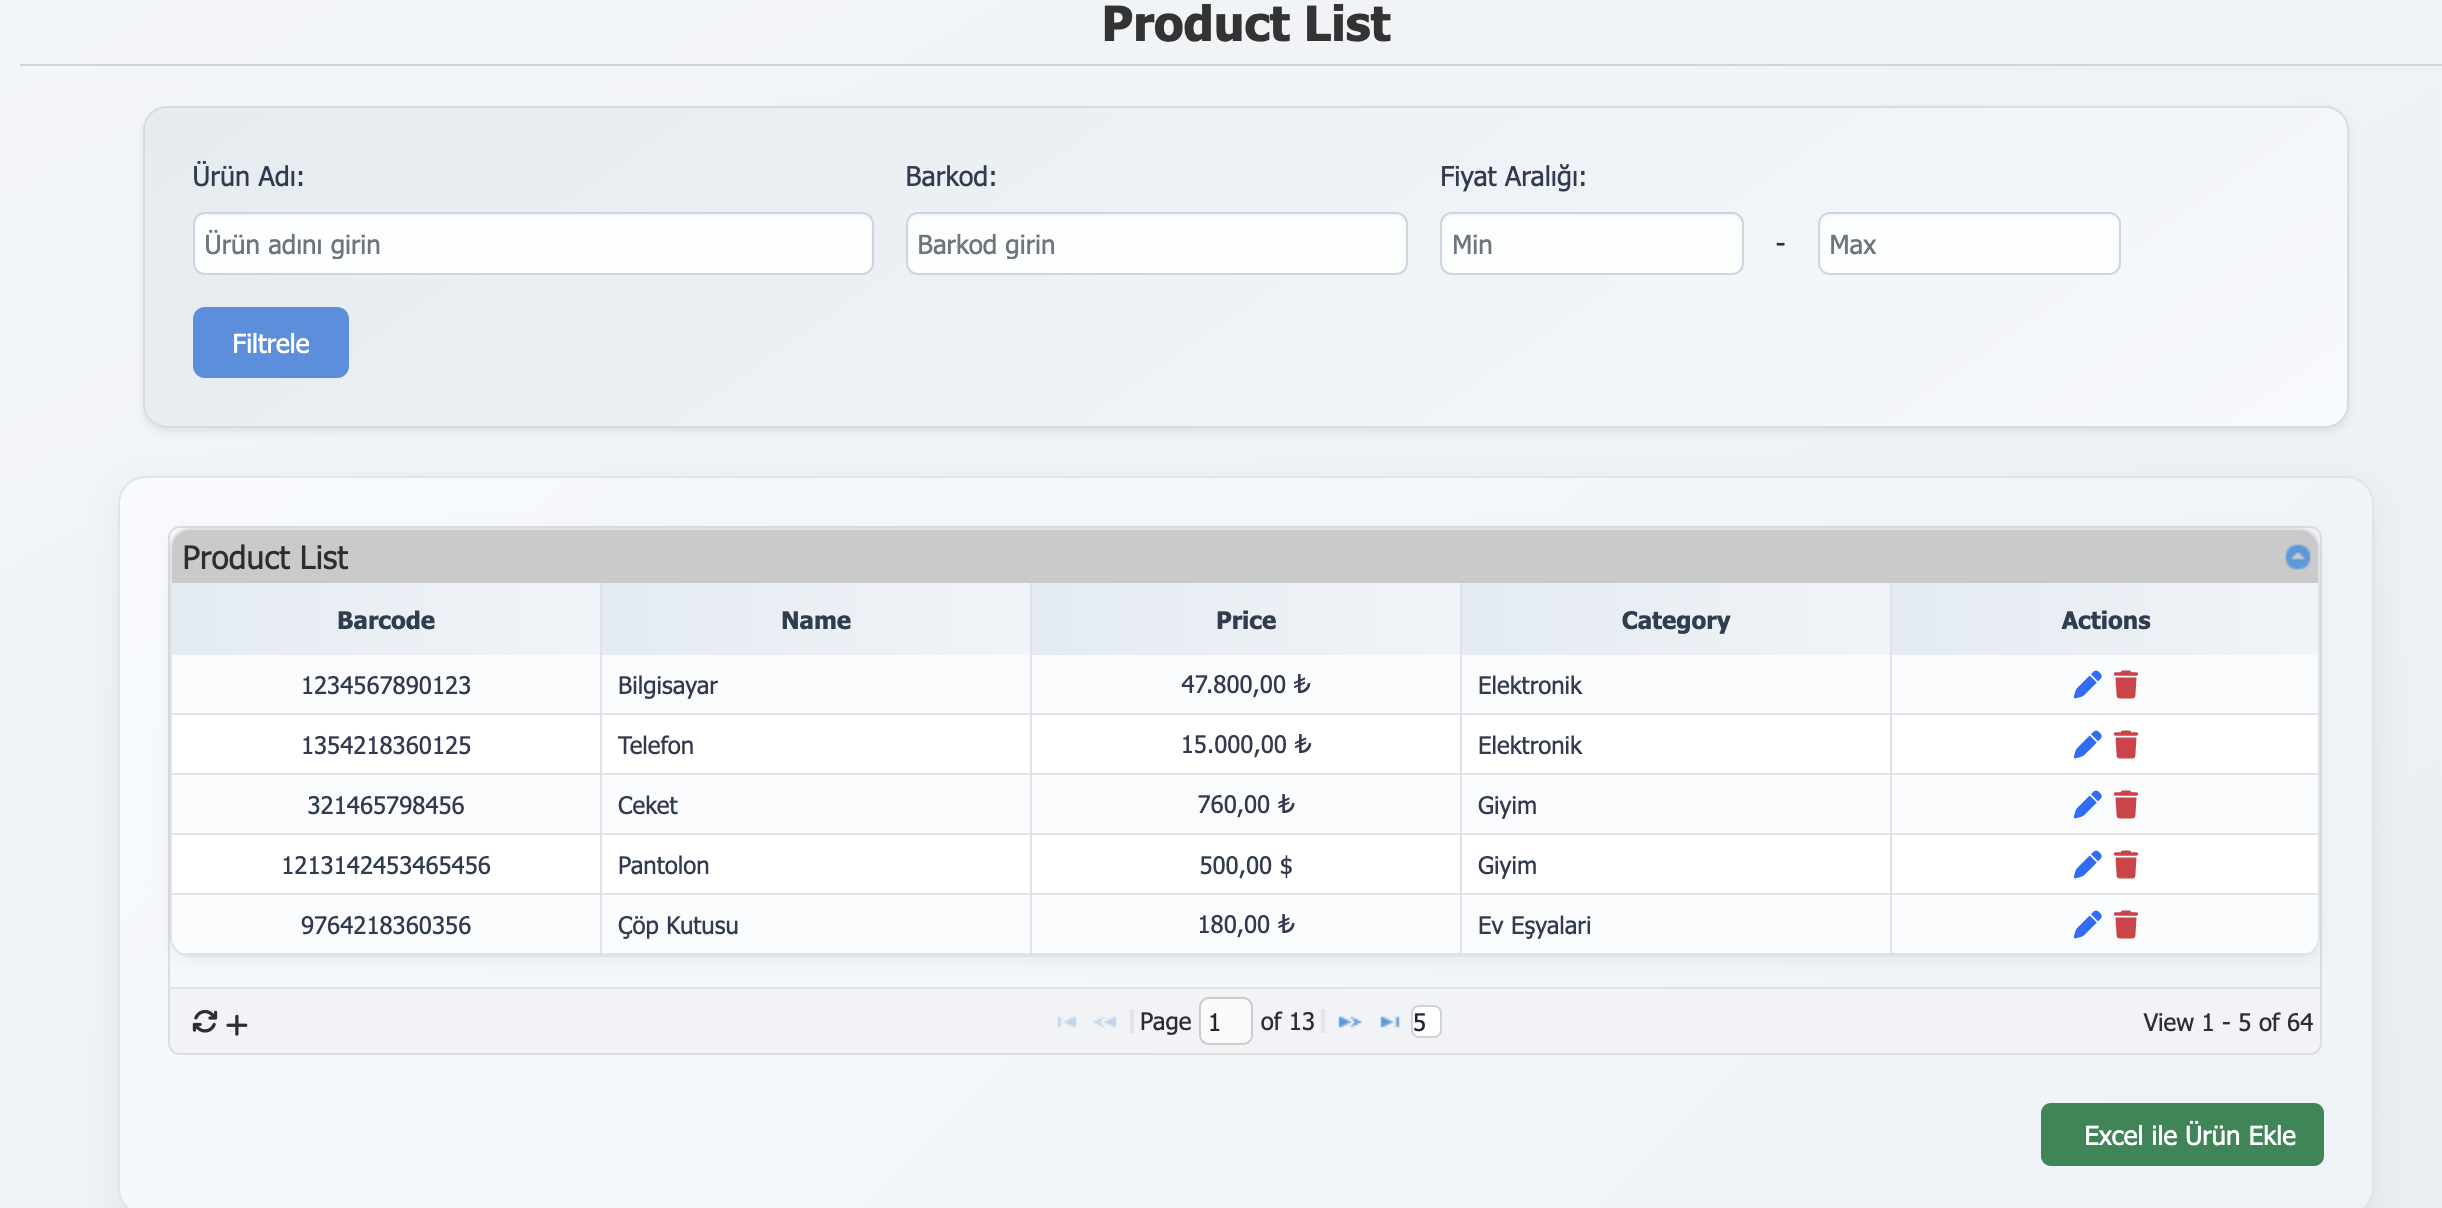 Product List
Ürün Adı: Barkod: Fiyat Aralığı:
Ürün adını girin Barkod girin Min - Max
Filtrele
Product List
Barcode Name Price Category Actions
1234567890123 Bilgisayar 47.800,00 ₺ Elektronik
1354218360125 Telefon 15.000,00 ₺ Elektronik
321465798456 Ceket 760,00 ₺ Giyim
1213142453465456 Pantolon 500,00 $ Giyim
9764218360356 Çöp Kutusu 180,00 ₺ Ev Eşyalari
Page 1 of 13 5 View 1 - 5 of 64
Excel ile Ürün Ekle